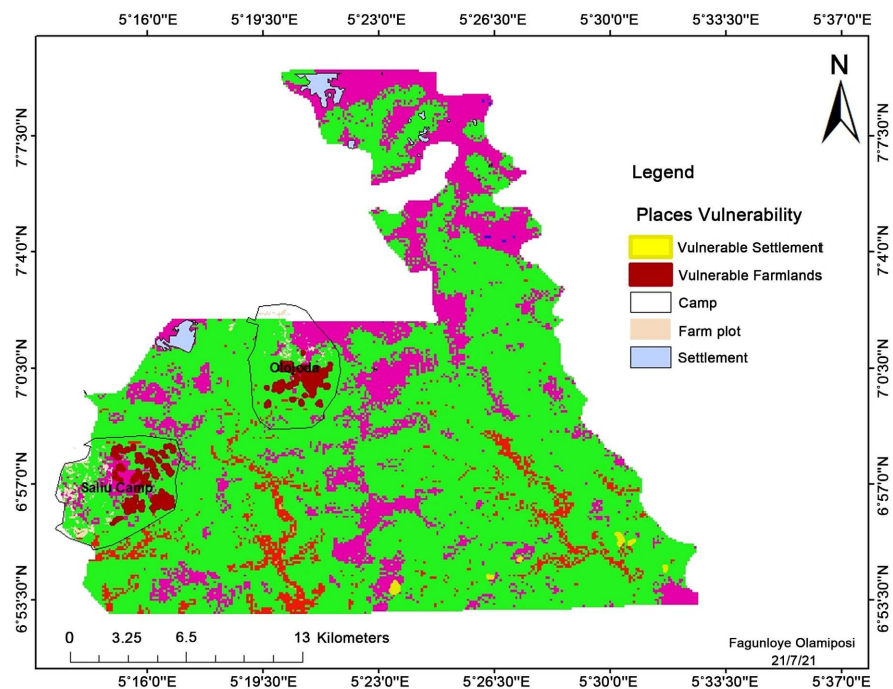 5°16'0"E 5°19'30"E 5°23'0"E 5°26'30"E 5°30'0"E 5°33'30"E 5°37'0"E
N
7°7'30"N
7°7'30"N
Legend
Places Vulnerability
Vulnerable Settlement
7°4'0"N
7°4'0"N
Vulnerable Farmlands
Camp
Farm plot
Settlement
7°0'30"N
Olojoda
7°0'30"N
6°57'0"N
Saliu Camp
6°57'0"N
6°53'30"N
6°53'30"N
0 3.25 6.5 13 Kilometers
Fagunloye Olamiposi
21/7/21
5°16'0"E 5°19'30"E 5°23'0"E 5°26'30"E 5°30'0"E 5°33'30"E 5°37'0"E